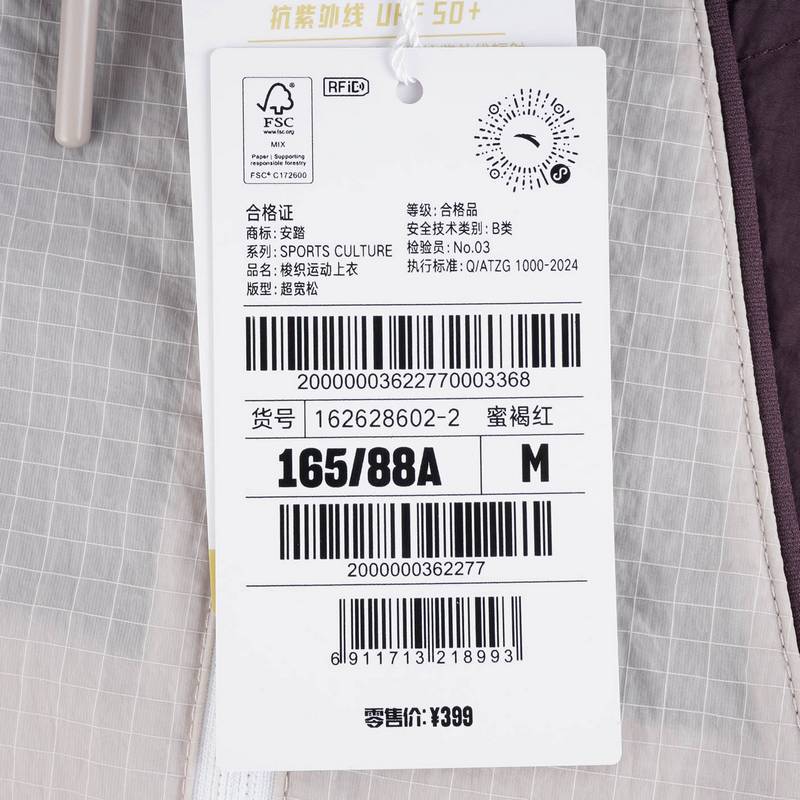 抗紫外线 UPF 50+
RFID
FSC
www.fsc.org
MIX
Paper | Supporting
responsible forestry
FSC® C172600
合格证
商标: 安踏
系列: SPORTS CULTURE
品名: 梭织运动上衣
版型: 超宽松
等级: 合格品
安全技术类别: B类
检验员: No.03
执行标准: Q/ATZG 1000-2024
20000003622770003368
货号 162628602-2 蜜褐红
165/88A M
2000000362277
6 911713 218993
零售价: ¥399